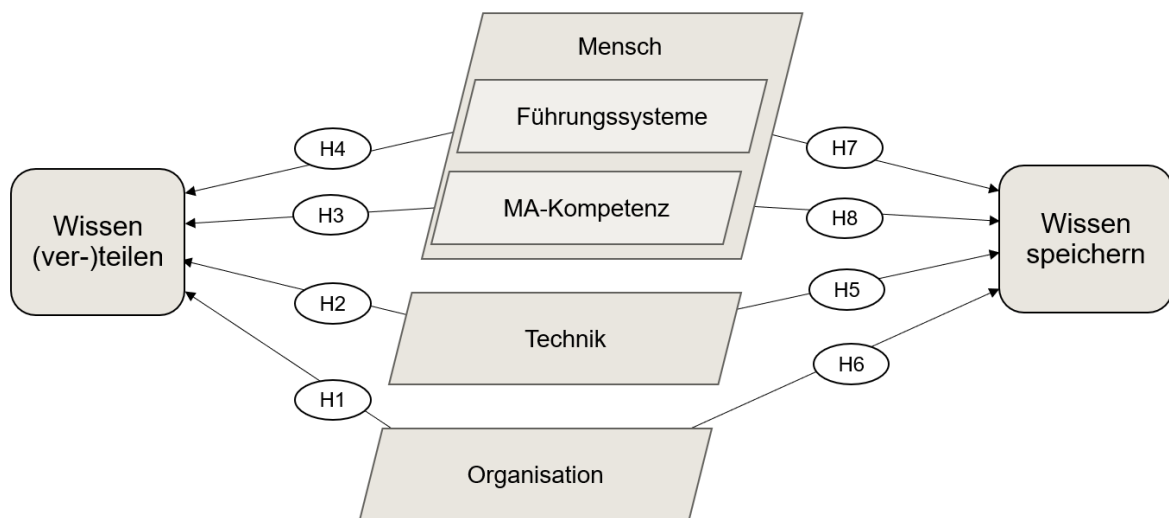 Mensch
Führungssysteme
H4
H7
MA-Kompetenz
H3
H8
Wissen
(ver-)teilen
Wissen
speichern
H2
H5
Technik
H1
H6
Organisation